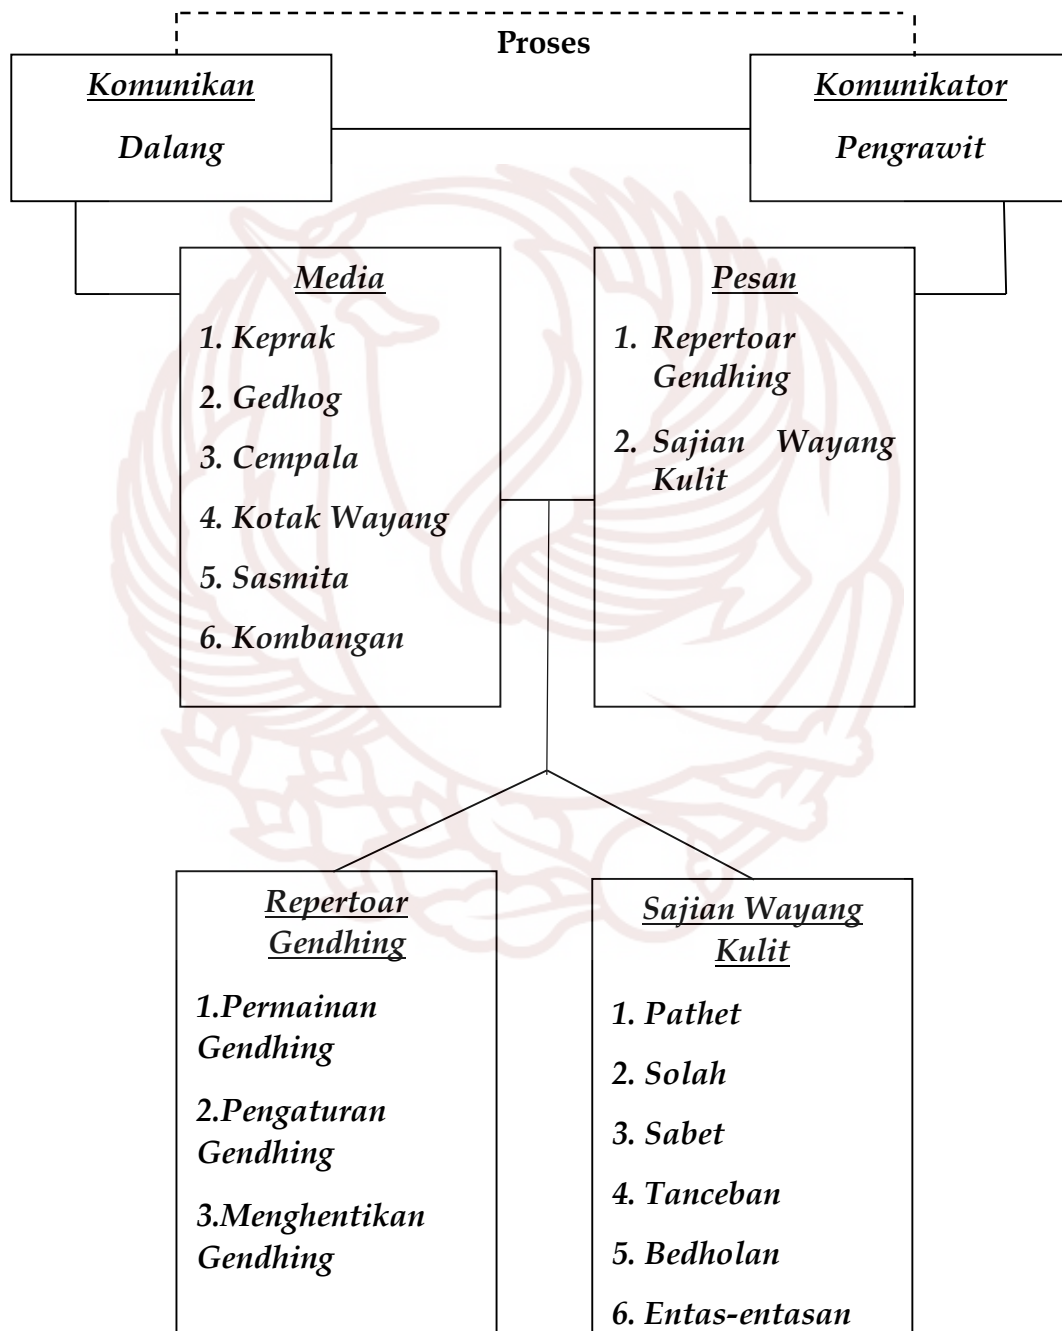 Proses
Komunikan
Dalang
Komunikator
Pengrawit
Media
1. Keprak
2. Gedhog
3. Cempala
4. Kotak Wayang
5. Sasmita
6. Kombangan
Pesan
1. Repertoar
Gendhing
2. Sajian Wayang
Kulit
Repertoar
Gendhing
1.Permainan
Gendhing
2.Pengaturan
Gendhing
3.Menghentikan
Gendhing
Sajian Wayang
Kulit
1. Pathet
2. Solah
3. Sabet
4. Tanceban
5. Bedholan
6. Entas-entasan